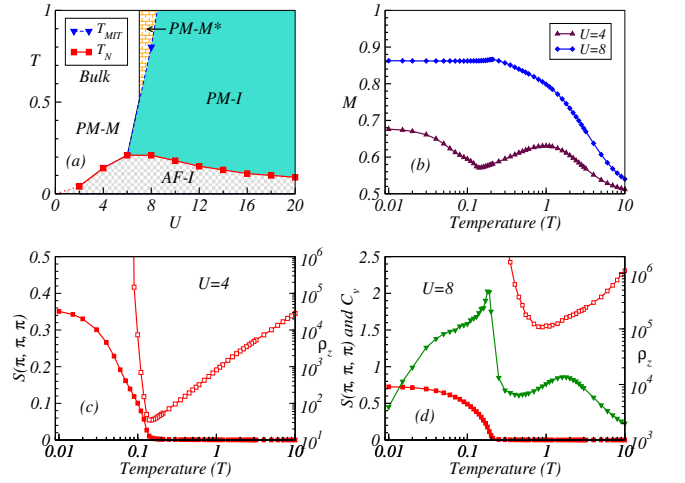 T_MIT
T_N
Bulk
PM-M*
PM-I
PM-M
AF-I
(a)
T
1
0.5
0
0 4 8 12 16 20
U
U=4
U=8
M
1
0.9
0.8
0.7
0.6
0.5
(b)
0.01 0.1 1 10
Temperature (T)
U=4
S(π, π, π)
0.5
0.4
0.3
0.2
0.1
0
10^6
10^5
10^4
10^3
10^2
10^1
ρ_z
(c)
0.01 0.1 1 10
Temperature (T)
U=8
S(π, π, π) and C_v
2.5
2
1.5
1
0.5
0
10^6
10^5
10^4
10^3
ρ_z
(d)
0.01 0.1 1 10
Temperature (T)